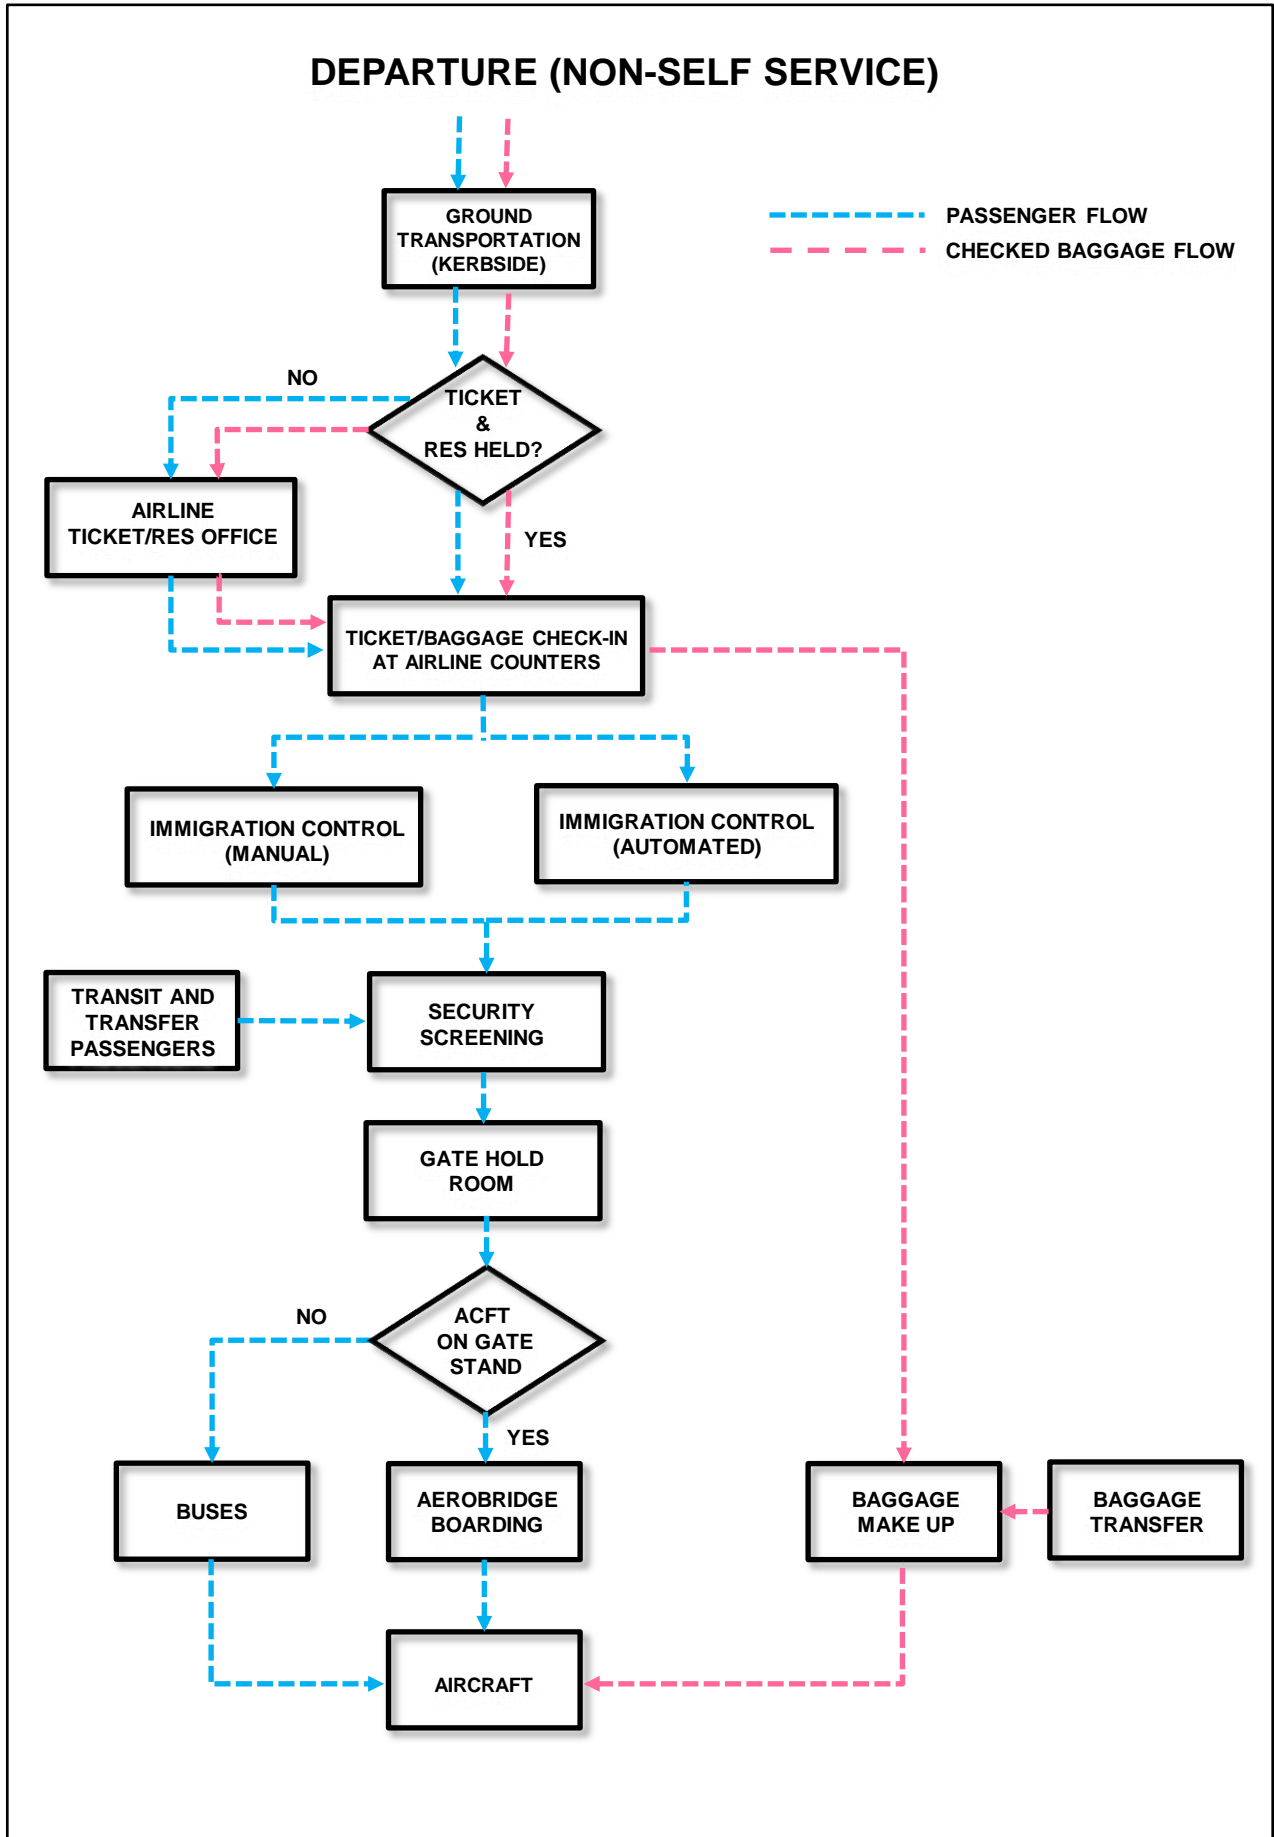 DEPARTURE (NON-SELF SERVICE)
GROUND
TRANSPORTATION
(KERBSIDE)
PASSENGER FLOW
CHECKED BAGGAGE FLOW
NO
TICKET
&
RES HELD?
AIRLINE
TICKET/RES OFFICE
YES
TICKET/BAGGAGE CHECK-IN
AT AIRLINE COUNTERS
IMMIGRATION CONTROL
(MANUAL)
IMMIGRATION CONTROL
(AUTOMATED)
TRANSIT AND
TRANSFER
PASSENGERS
SECURITY
SCREENING
GATE HOLD
ROOM
NO
ACFT
ON GATE
STAND
YES
BUSES
AEROBRIDGE
BOARDING
BAGGAGE
MAKE UP
BAGGAGE
TRANSFER
AIRCRAFT